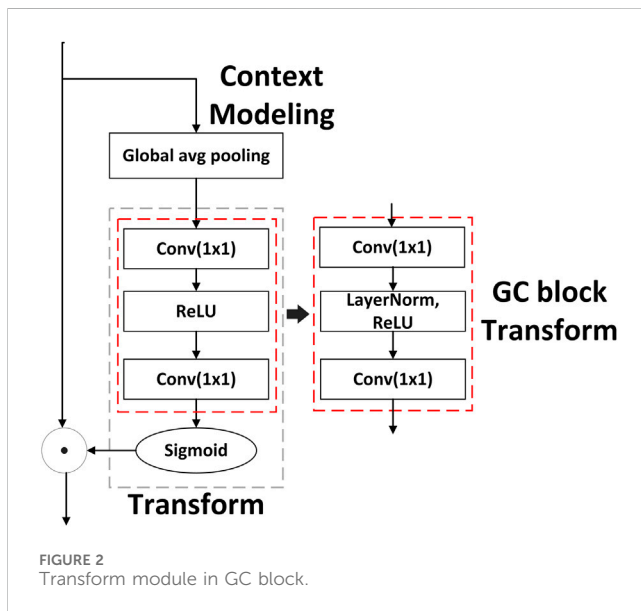 Context
Modeling
Global avg pooling
Conv(1x1)
ReLU
Conv(1x1)
Sigmoid
Transform
Conv(1x1)
LayerNorm,
ReLU
Conv(1x1)
GC block
Transform
FIGURE 2
Transform module in GC block.